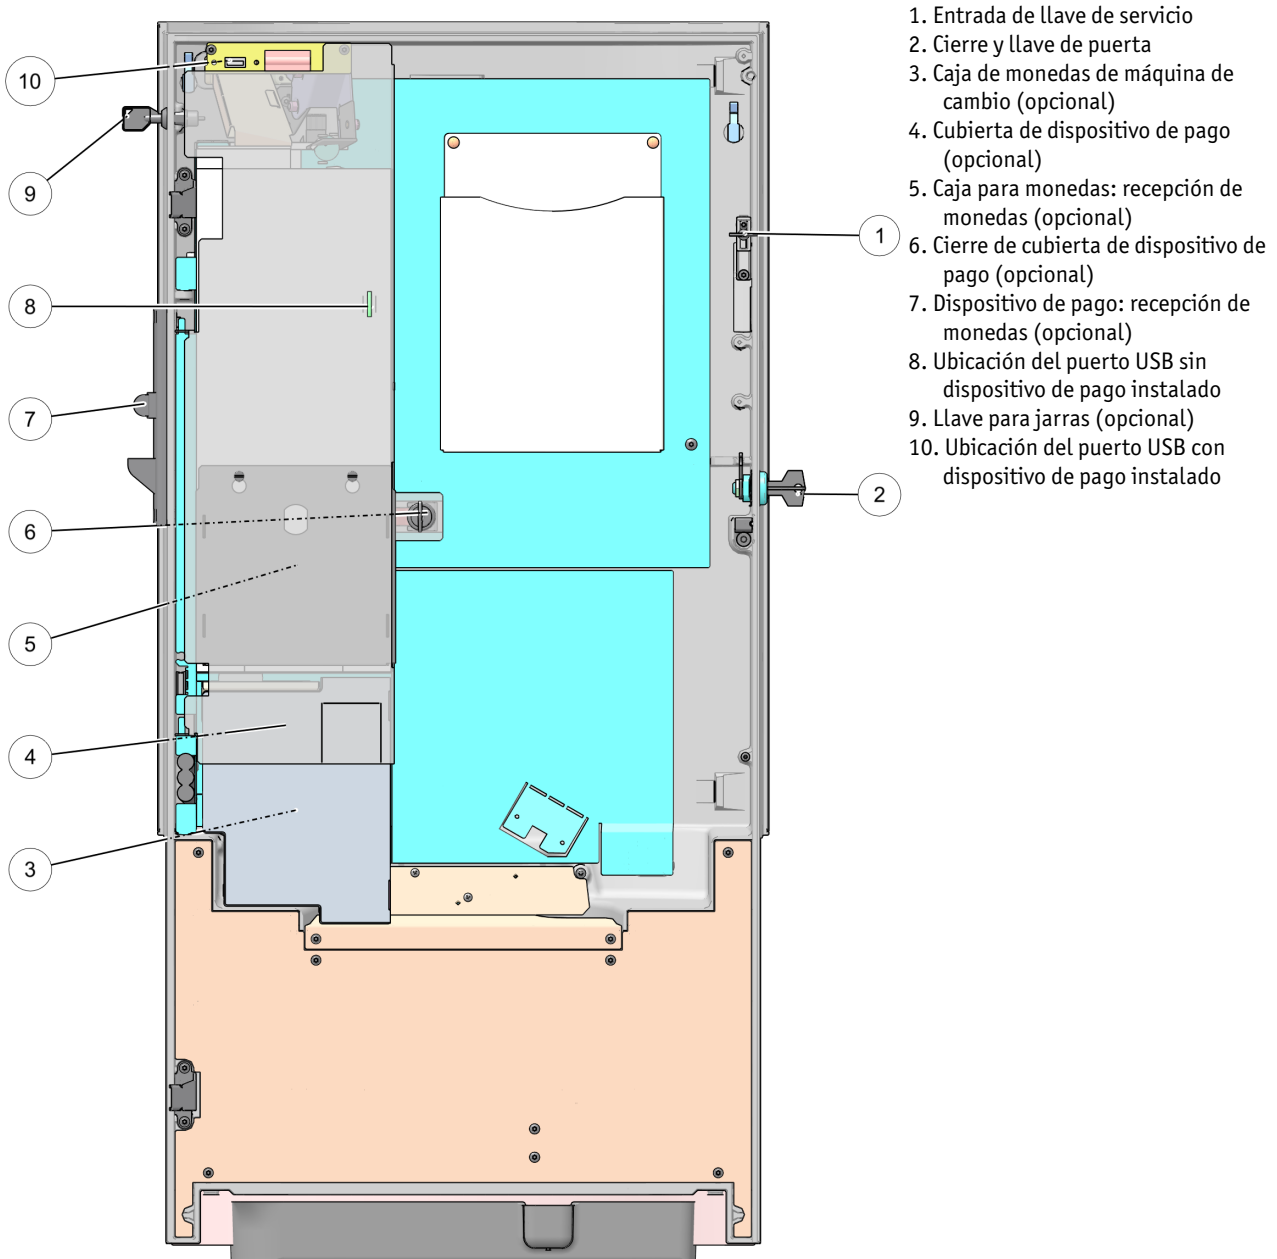 1. Entrada de llave de servicio
2. Cierre y llave de puerta
3. Caja de monedas de máquina de
cambio (opcional)
4. Cubierta de dispositivo de pago
(opcional)
5. Caja para monedas: recepción de
monedas (opcional)
6. Cierre de cubierta de dispositivo de
pago (opcional)
7. Dispositivo de pago: recepción de
monedas (opcional)
8. Ubicación del puerto USB sin
dispositivo de pago instalado
9. Llave para jarras (opcional)
10. Ubicación del puerto USB con
dispositivo de pago instalado
10
9
8
7
6
5
4
3
1
2